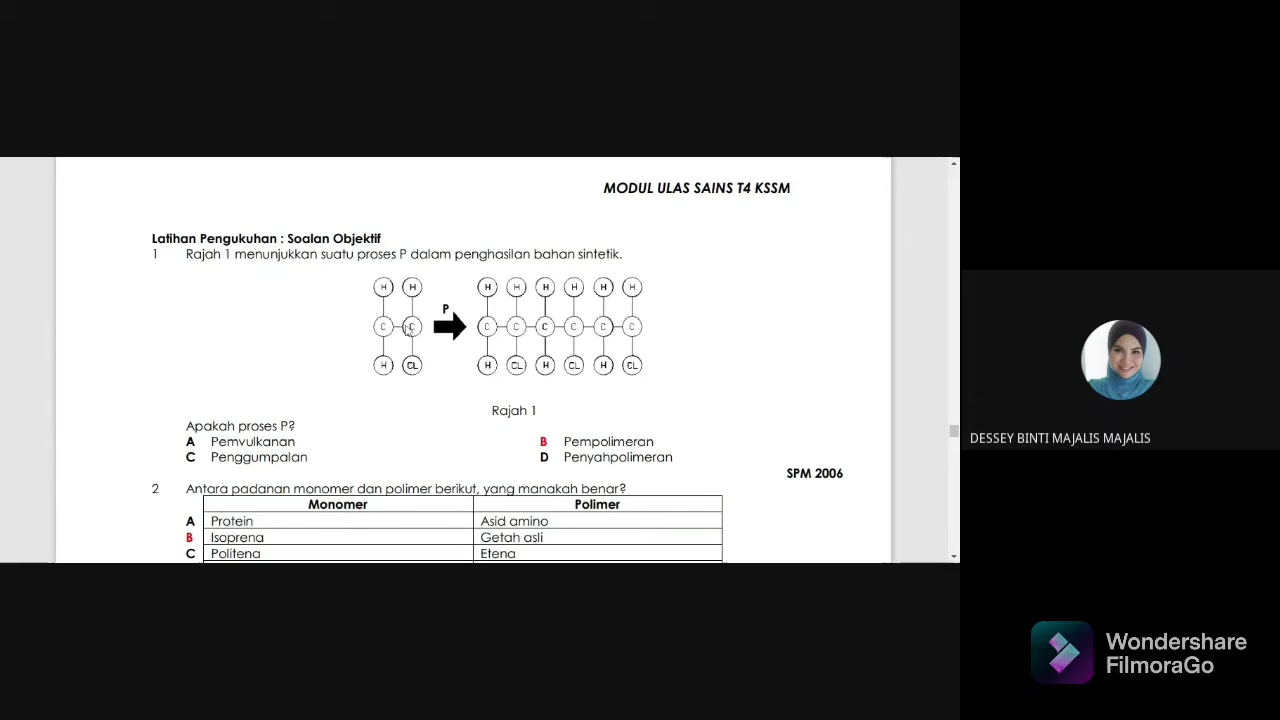 MODUL ULAS SAINS T4 KSSM
Latihan Pengukuhan : Soalan Objektif
1 Rajah 1 menunjukkan suatu proses P dalam penghasilan bahan sintetik.
H H H H H H H H
P
C C C C C C C C
H CL H CL H CL H CL
Rajah 1
Apakah proses P?
A Pemvulkanan B Pempolimeran
C Penggumpalan D Penyahpolimeran
SPM 2006
2 Antara padanan monomer dan polimer berikut, yang manakah benar?
Monomer Polimer
A Protein Asid amino
B Isoprena Getah asli
C Politena Etena
DESSEY BINTI MAJALIS MAJALIS
Wondershare
FilmoraGo